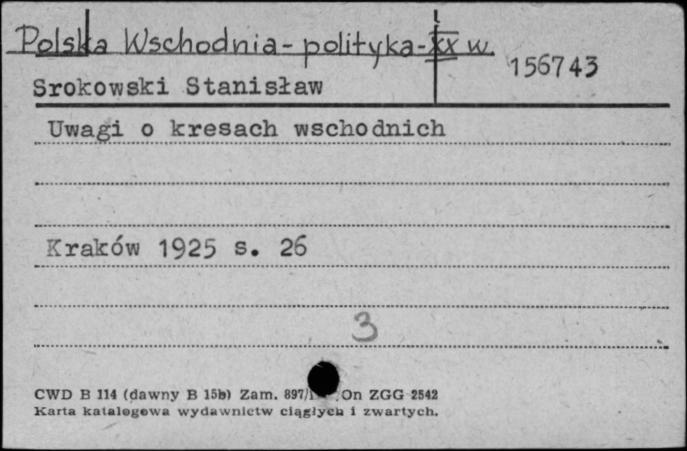 Polska Wschodnia - polityka - XX w.
156743
Srokowski Stanisław
Uwagi o kresach wschodnich
Kraków 1925 s. 26
3
CWD B 114 (dawny B 15b) Zam. 897/ On ZGG 2542
Karta katalogowa wydawnictw ciągłych i zwartych.